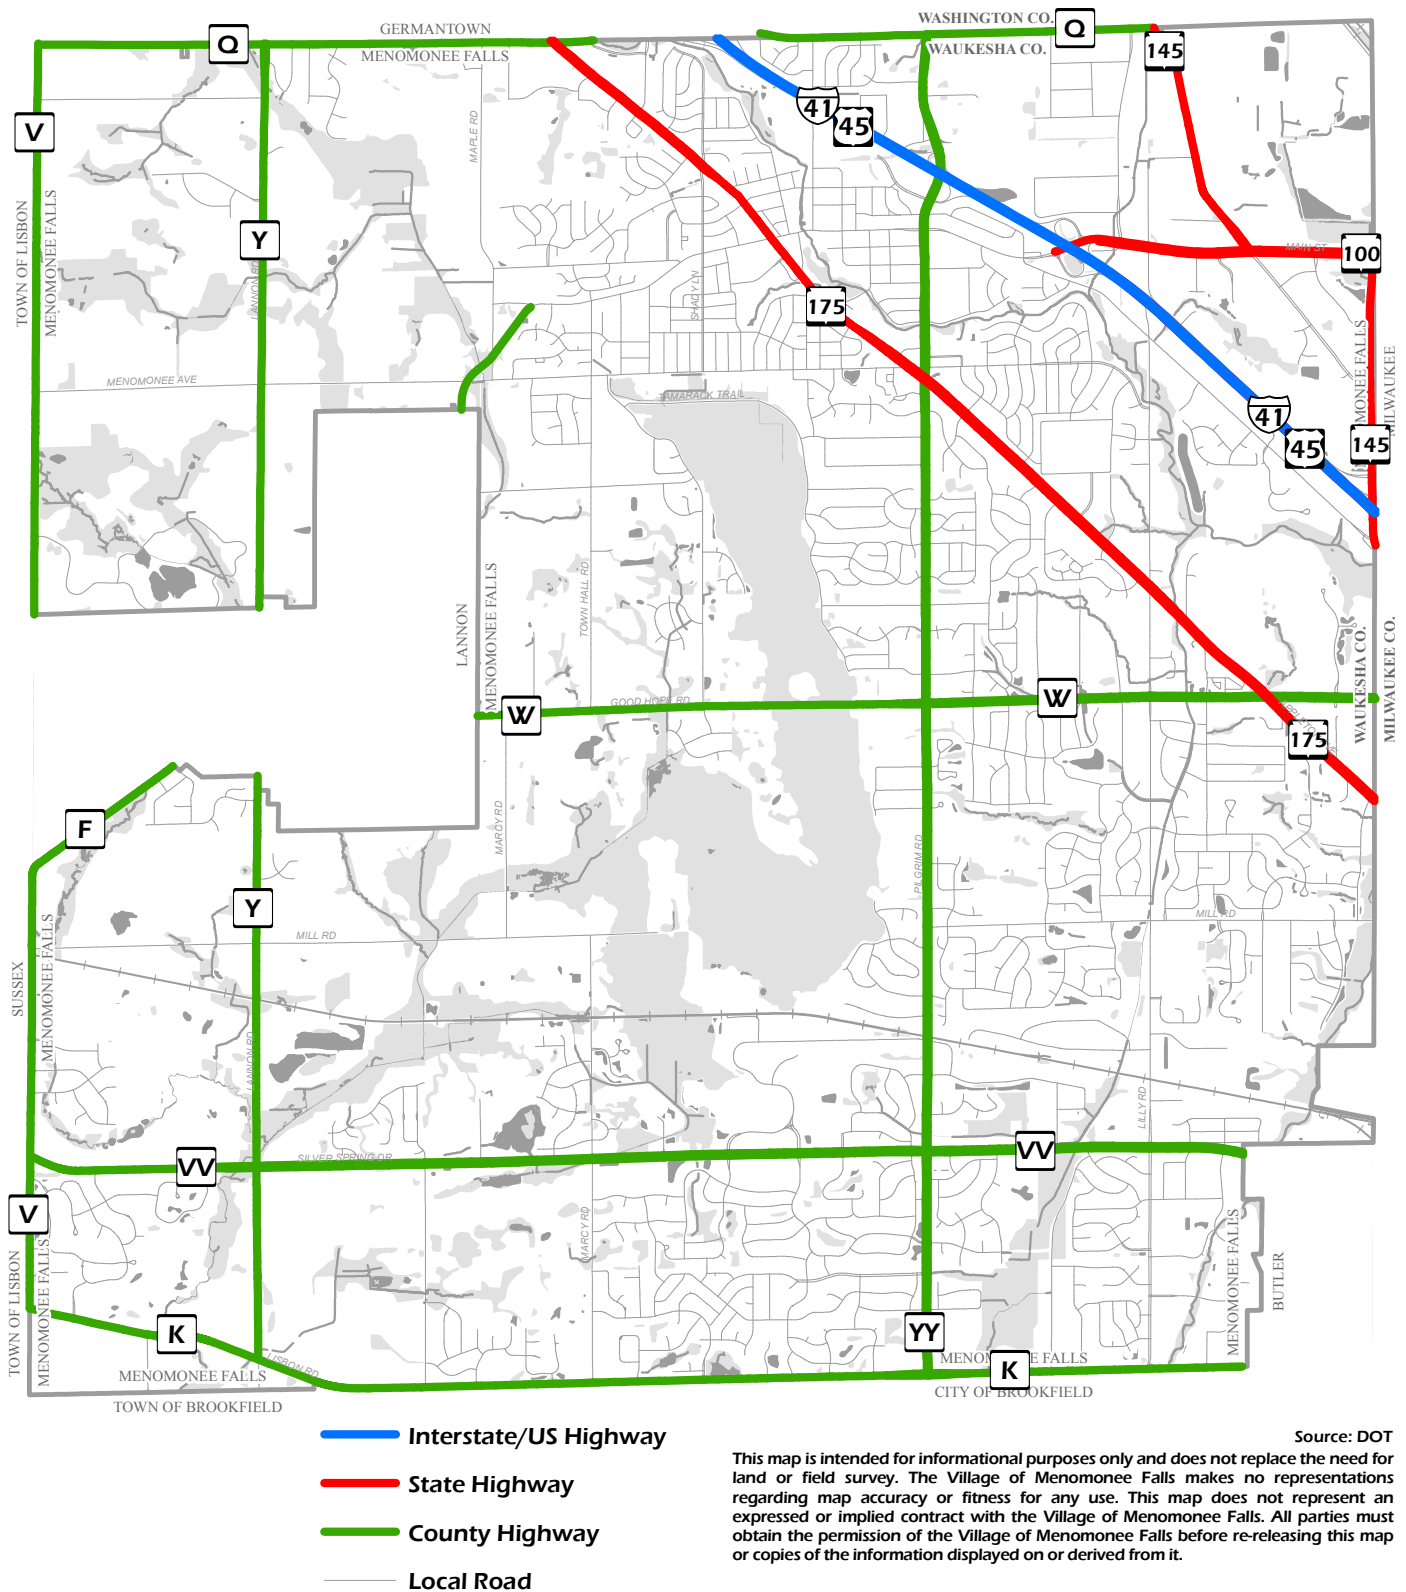 GERMANTOWN
MENOMONEE FALLS
WASHINGTON CO.
WAUKESHA CO.
Q
Q
145
V
41
45
MAPLE RD
TOWN OF LISBON
MENOMONEE FALLS
Y
LANNON RD
MAIN ST
100
SHADY LN
175
MENOMONEE AVE
TAMARACK TRAIL
MILWAUKEE
41
45
145
TOWN HALL RD
LANNON
MENOMONEE FALLS
WAUKESHA CO.
MILWAUKEE CO.
GOOD HOPE RD
W
W
175
F
MARCY RD
PILGRIM RD
Y
MILL RD
MILL RD
SUSSEX
MENOMONEE FALLS
LANNON RD
LILLY RD
VV
SILVER SPRING DR
VV
V
MARCY RD
MENOMONEE FALLS
BUTLER
TOWN OF LISBON
MENOMONEE FALLS
K
LISBON RD
YY
K
MENOMONEE FALLS
TOWN OF BROOKFIELD
CITY OF BROOKFIELD
Interstate/US Highway
State Highway
County Highway
Local Road
Source: DOT
This map is intended for informational purposes only and does not replace the need for
land or field survey. The Village of Menomonee Falls makes no representations
regarding map accuracy or fitness for any use. This map does not represent an
expressed or implied contract with the Village of Menomonee Falls. All parties must
obtain the permission of the Village of Menomonee Falls before re-releasing this map
or copies of the information displayed on or derived from it.